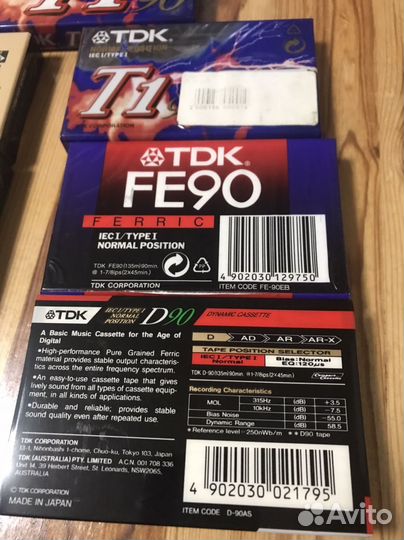 90
TDK
IEC I/TYPE I
T1
CORPORATION
TDK
FE90
FERRIC
IEC I/TYPE I
NORMAL POSITION
TDK FE90(135m)90min.
@ 1-7/8ips(2X45min.)
PP
TDK CORPORATION
4 902030 129750
ITEM CODE FE-90EB
TDK
IEC I/TYPE I
NORMAL
POSITION
D90
DYNAMIC CASSETTE
A Basic Music Cassette for the Age of
Digital
•High-performance Pure Grained Ferric
material provides stable output characteris-
tics across the entire frequency spectrum.
•An easy-to-use cassette tape that gives
lively sound from all types of cassette equip-
ment, in all kinds of applications.
•Durable and reliable; provides stable
sound quality even after repeated use.
TDK CORPORATION
13-1, Nihonbashi 1-chome, Chuo-ku, Tokyo 103, Japan
TDK (AUSTRALIA) PTY. LIMITED A.C.N. 001 708 336
Unit 14, 39 Herbert Street, St. Leonards, NSW2065,
(AUSTRALIA)
© TDK CORPORATION
MADE IN JAPAN
D AD AR AR-X
TAPE POSITION SELECTOR
IEC I/TYPE I
Normal
Bias:Normal
EQ:120µs
TDK D-90(135m)90min. @1-7/8ips(2X45min.)
Recording Characteristics
MOL 315Hz (dB) +3.5
10kHz (dB) -7.5
Bias Noise (dB) -55.0
Dynamic Range (dB) 58.5
*Reference level=250nWb/m **D90 tape
4 902030 021795
ITEM CODE D-90AS
Avito